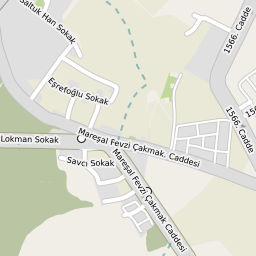 Saltuk Han Sokak
1566. Cadde
Eşrefoğlu Sokak
1566. Cadde
Lokman Sokak
Mareşal Fevzi Çakmak. Caddesi
Savcı Sokak
Mareşal Fevzi Çakmak Caddesi